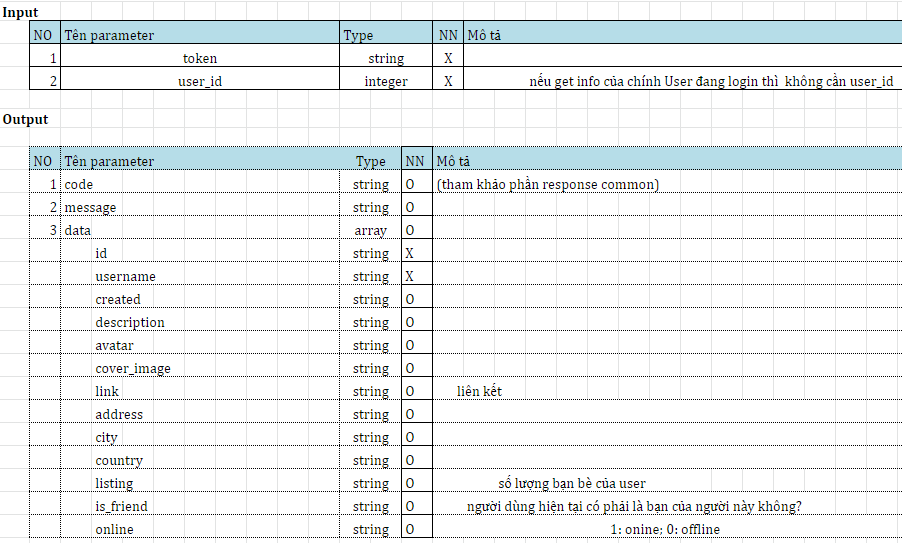 Input
NO Tên parameter Type NN Mô tả
1 token string X
2 user_id integer X nếu get info của chính User đang login thì không cần user_id
Output
NO Tên parameter Type NN Mô tả
1 code string O (tham khảo phần response common)
2 message string O
3 data array O
id string X
username string X
created string O
description string O
avatar string O
cover_image string O
link string O liên kết
address string O
city string O
country string O
listing string O số lượng bạn bè của user
is_friend string O người dùng hiện tại có phải là bạn của người này không?
online string O 1: onine; 0: offline